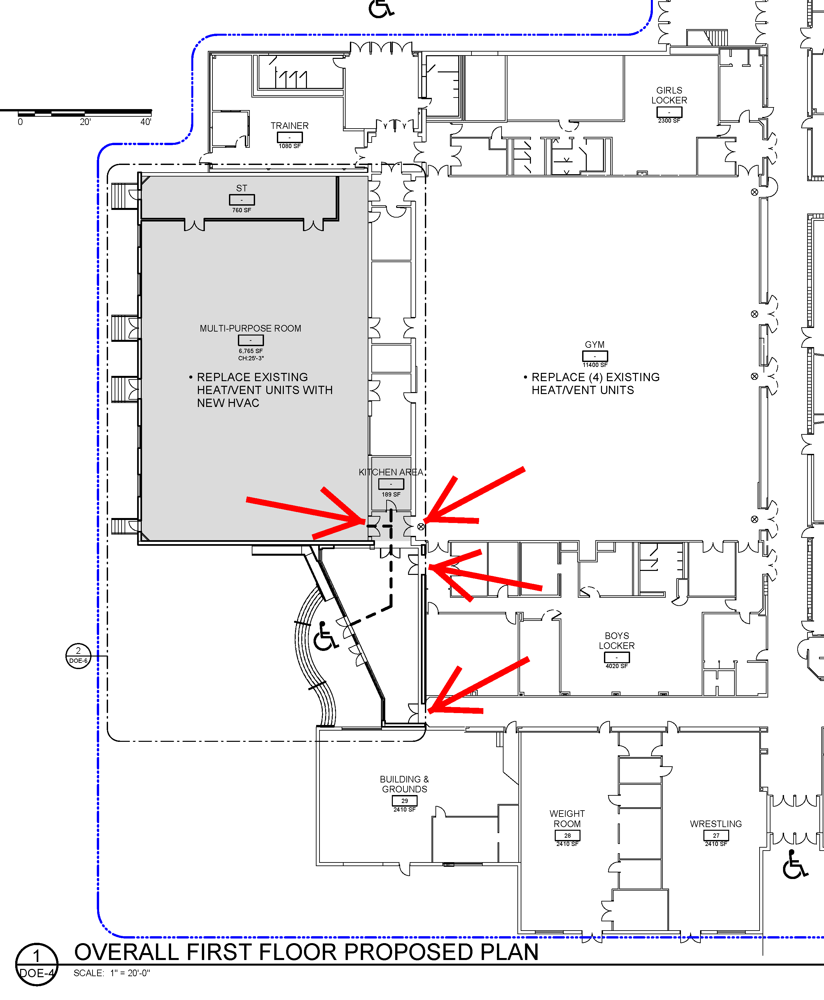 GIRLS
LOCKER
-
2300 SF
0 20' 40'
TRAINER
-
1080 SF
ST
-
760 SF
MULTI-PURPOSE ROOM
-
6,765 SF
CH:25'-3"
• REPLACE EXISTING
HEAT/VENT UNITS WITH
NEW HVAC
GYM
-
11400 SF
• REPLACE (4) EXISTING
HEAT/VENT UNITS
KITCHEN AREA
-
189 SF
2
DOE-6
BOYS
LOCKER
-
4020 SF
BUILDING &
GROUNDS
29
2410 SF
WEIGHT
ROOM
28
2410 SF
WRESTLING
27
2410 SF
1
DOE-4
OVERALL FIRST FLOOR PROPOSED PLAN
SCALE: 1" = 20'-0"